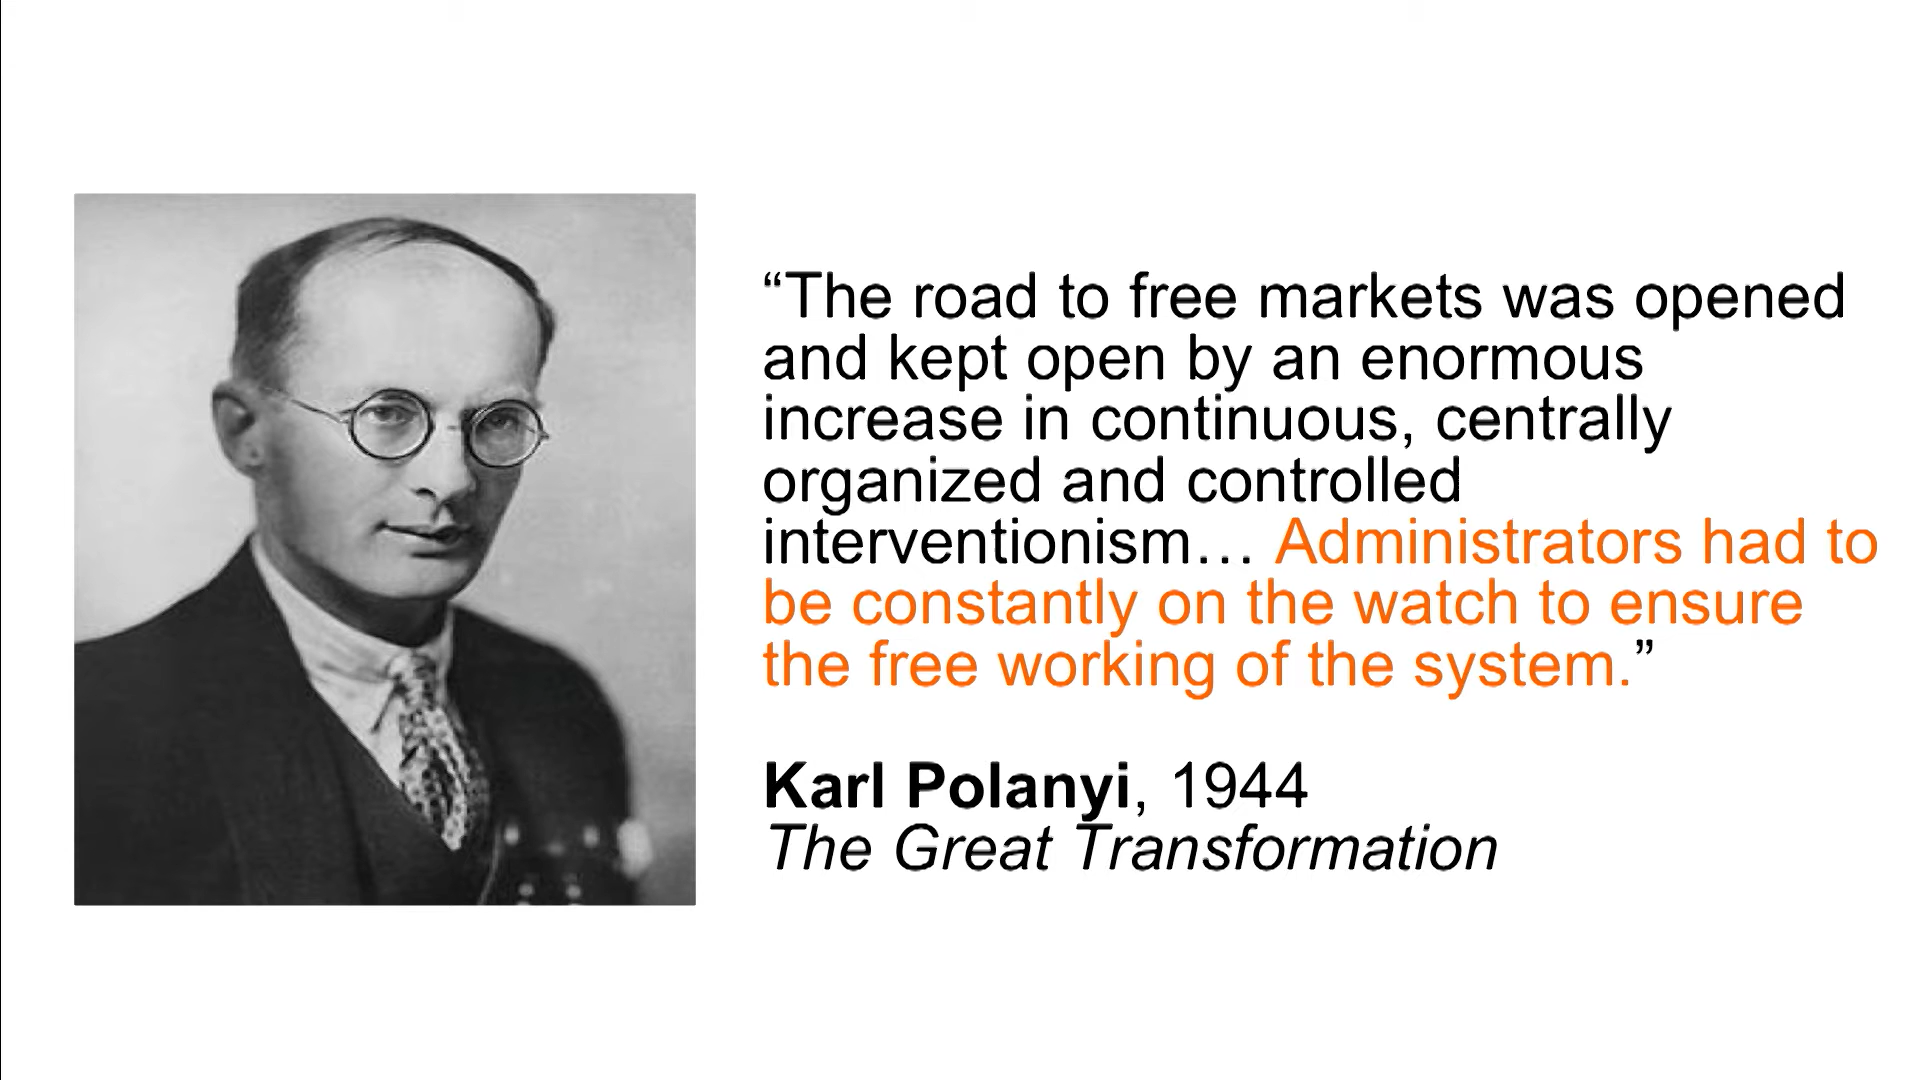 “The road to free markets was opened
and kept open by an enormous
increase in continuous, centrally
organized and controlled
interventionism… Administrators had to
be constantly on the watch to ensure
the free working of the system.”
Karl Polanyi, 1944
The Great Transformation